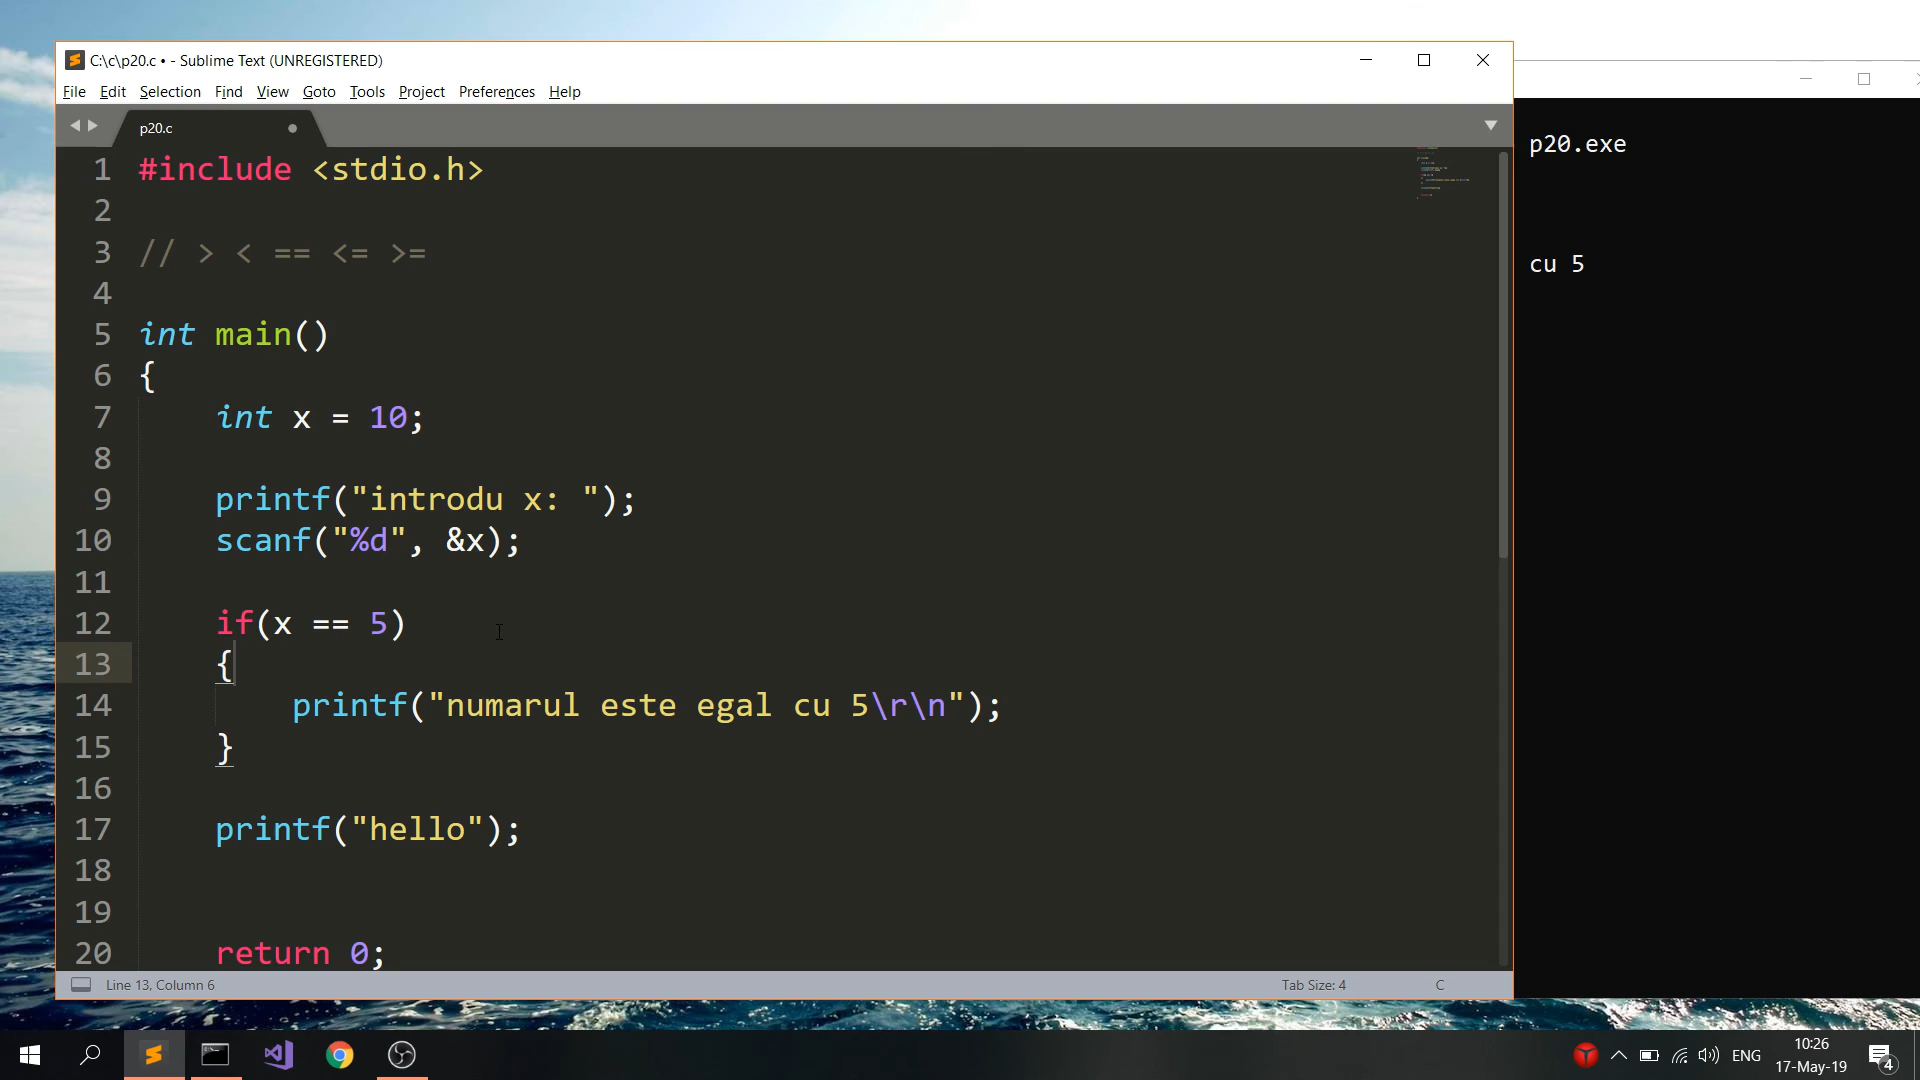 C:\c\p20.c • - Sublime Text (UNREGISTERED)
File Edit Selection Find View Goto Tools Project Preferences Help
p20.c
1 #include <stdio.h>
2
3 // > < == <= >=
4
5 int main()
6 {
7 int x = 10;
8
9 printf("introdu x: ");
10 scanf("%d", &x);
11
12 if(x == 5)
13 {
14 printf("numarul este egal cu 5\r\n");
15 }
16
17 printf("hello");
18
19
20 return 0;
Line 13, Column 6 Tab Size: 4 C
p20.exe
cu 5
ENG
10:26
17-May-19
4